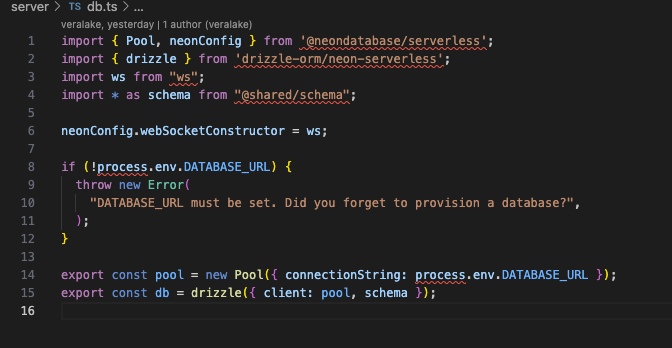 server > TS db.ts > ...
veralake, yesterday | 1 author (veralake)
1 import { Pool, neonConfig } from '@neondatabase/serverless';
2 import { drizzle } from 'drizzle-orm/neon-serverless';
3 import ws from "ws";
4 import * as schema from "@shared/schema";
5
6 neonConfig.webSocketConstructor = ws;
7
8 if (!process.env.DATABASE_URL) {
9   throw new Error(
10     "DATABASE_URL must be set. Did you forget to provision a database?",
11   );
12 }
13
14 export const pool = new Pool({ connectionString: process.env.DATABASE_URL });
15 export const db = drizzle({ client: pool, schema });
16